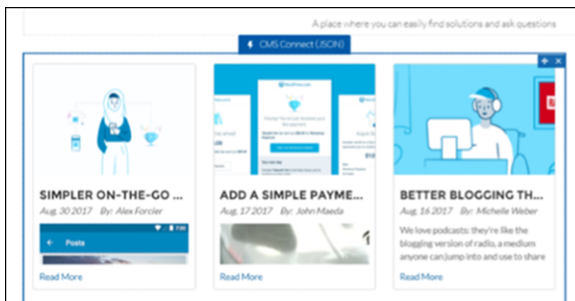 A place where you can easily find solutions and ask questions
CMS Connect (JSON)
SIMPLER ON-THE-GO ...
Aug. 30 2017 By: Alex Forcier
Posts
Read More
ADD A SIMPLE PAYME...
Aug. 17 2017 By: John Maeda
Read More
BETTER BLOGGING TH...
Aug. 16 2017 By: Michelle Weber
We love podcasts: they're like the
blogging version of radio, a medium
anyone can jump into and use to share
Read More